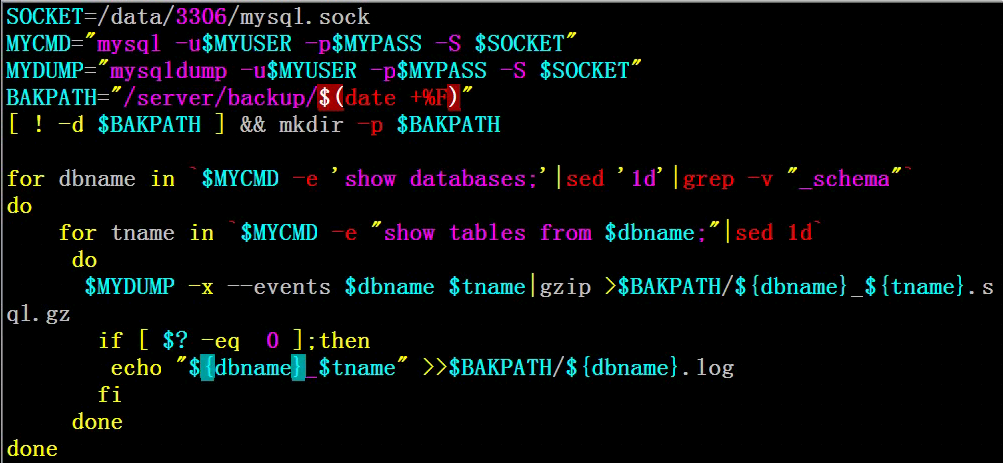 SOCKET=/data/3306/mysql.sock
MYCMD="mysql -u$MYUSER -p$MYPASS -S $SOCKET"
MYDUMP="mysqldump -u$MYUSER -p$MYPASS -S $SOCKET"
BAKPATH="/server/backup/$(date +%F)"
[ ! -d $BAKPATH ] && mkdir -p $BAKPATH
for dbname in `$MYCMD -e 'show databases;'|sed '1d'|grep -v "_schema"`
do
    for tname in `$MYCMD -e "show tables from $dbname;"|sed 1d`
     do
      $MYDUMP -x --events $dbname $tname|gzip >$BAKPATH/${dbname}_${tname}.s
ql.gz
       if [ $? -eq  0 ];then
        echo "${dbname}_$tname" >>$BAKPATH/${dbname}.log
       fi
     done
done